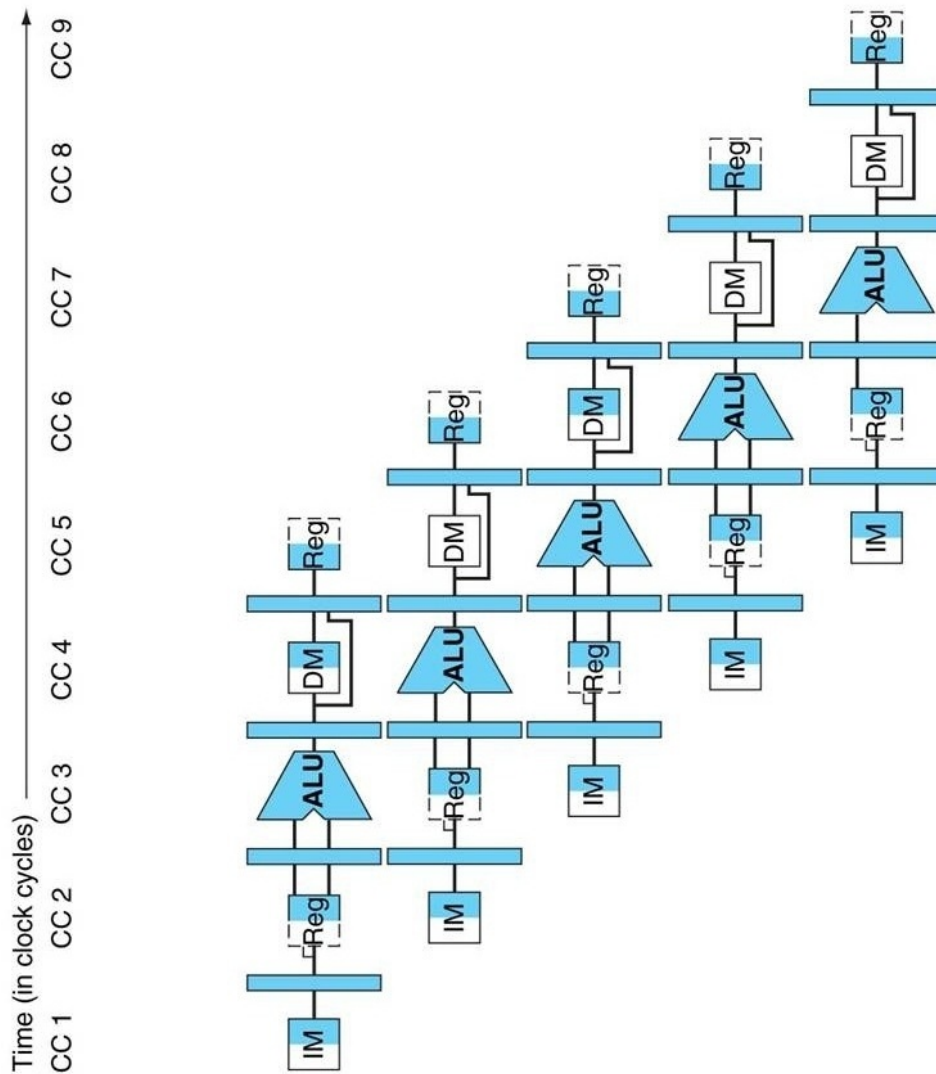 Time (in clock cycles)
CC 1 CC 2 CC 3 CC 4 CC 5 CC 6 CC 7 CC 8 CC 9
IM Reg ALU DM Reg
IM Reg ALU DM Reg
IM Reg ALU DM Reg
IM Reg ALU DM Reg
IM Reg ALU DM Reg